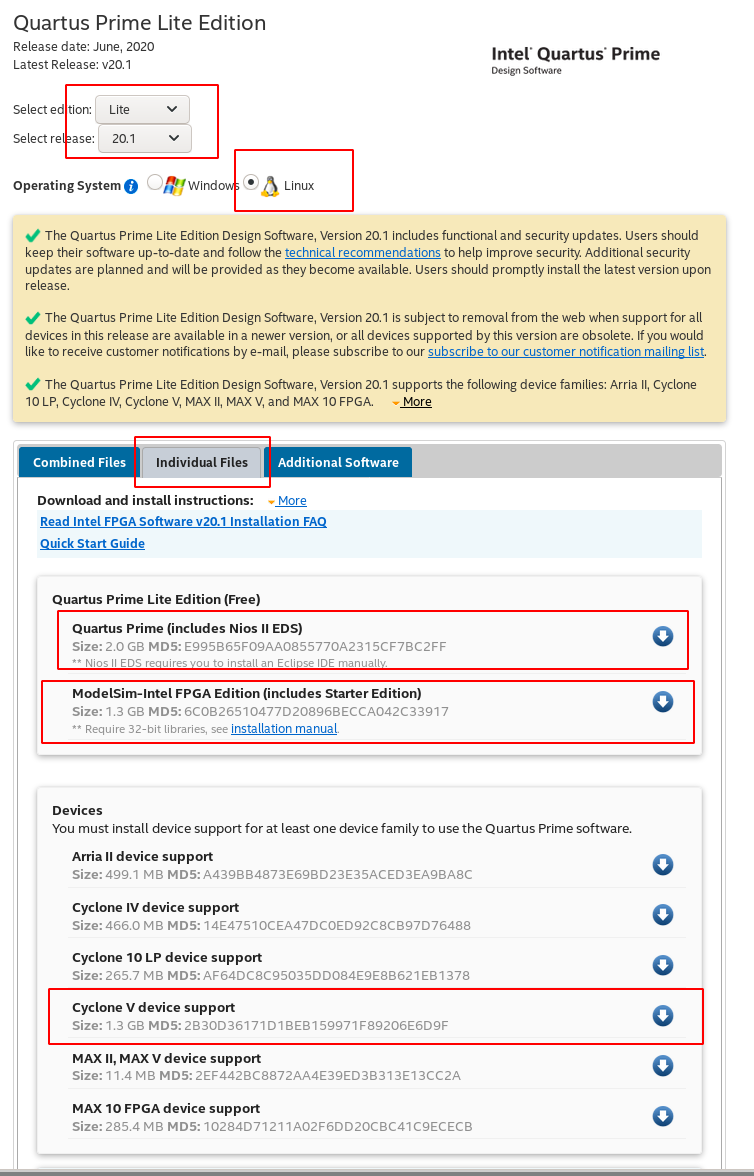 Quartus Prime Lite Edition
Release date: June, 2020
Latest Release: v20.1
Intel® Quartus® Prime
Design Software
Select edition: Lite
Select release: 20.1
Operating System i Windows Linux
The Quartus Prime Lite Edition Design Software, Version 20.1 includes functional and security updates. Users should
keep their software up-to-date and follow the technical recommendations to help improve security. Additional security
updates are planned and will be provided as they become available. Users should promptly install the latest version upon
release.
The Quartus Prime Lite Edition Design Software, Version 20.1 is subject to removal from the web when support for all
devices in this release are available in a newer version, or all devices supported by this version are obsolete. If you would
like to receive customer notifications by e-mail, please subscribe to our subscribe to our customer notification mailing list.
The Quartus Prime Lite Edition Design Software, Version 20.1 supports the following device families: Arria II, Cyclone
10 LP, Cyclone IV, Cyclone V, MAX II, MAX V, and MAX 10 FPGA. More
Combined Files Individual Files Additional Software
Download and install instructions: More
Read Intel FPGA Software v20.1 Installation FAQ
Quick Start Guide
Quartus Prime Lite Edition (Free)
Quartus Prime (includes Nios II EDS)
Size: 2.0 GB MD5: E995B65F09AA0855770A2315CF7BC2FF
** Nios II EDS requires you to install an Eclipse IDE manually.
ModelSim-Intel FPGA Edition (includes Starter Edition)
Size: 1.3 GB MD5: 6C0B26510477D20896BECCA042C33917
** Require 32-bit libraries, see installation manual.
Devices
You must install device support for at least one device family to use the Quartus Prime software.
Arria II device support
Size: 499.1 MB MD5: A439BB4873E69BD23E35ACED3EA9BA8C
Cyclone IV device support
Size: 466.0 MB MD5: 14E47510CEA47DC0ED92C8CB97D76488
Cyclone 10 LP device support
Size: 265.7 MB MD5: AF64DC8C95035DD084E9E8B621EB1378
Cyclone V device support
Size: 1.3 GB MD5: 2B30D36171D1BEB159971F89206E6D9F
MAX II, MAX V device support
Size: 11.4 MB MD5: 2EF442BC8872AA4E39ED3B313E13CC2A
MAX 10 FPGA device support
Size: 285.4 MB MD5: 10284D71211A02F6DD20CBC41C9ECECB